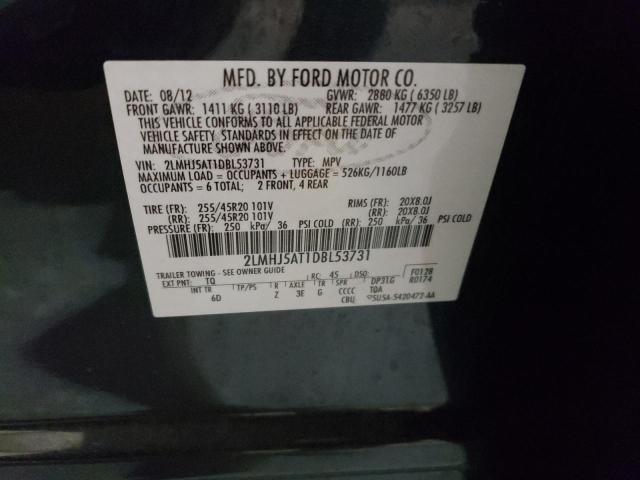 MFD. BY FORD MOTOR CO.
DATE: 08/12 GVWR: 2880 KG ( 6350 LB)
FRONT GAWR: 1411 KG ( 3110 LB) REAR GAWR: 1477 KG ( 3257 LB)
THIS VEHICLE CONFORMS TO ALL APPLICABLE FEDERAL MOTOR
VEHICLE SAFETY STANDARDS IN EFFECT ON THE DATE OF
MANUFACTURE SHOWN ABOVE.
VIN: 2LMHJ5AT1DBL53731 TYPE: MPV
MAXIMUM LOAD = OCCUPANTS + LUGGAGE = 526KG/1160LB
OCCUPANTS = 6 TOTAL; 2 FRONT, 4 REAR
TIRE (FR): 255/45R20 101V RIMS (FR): 20X8.0J
(RR): 255/45R20 101V (RR): 20X8.0J
PRESSURE (FR): 250 kPa/ 36 PSI COLD (RR): 250 kPa/ 36 PSI COLD
2LMHJ5AT1DBL53731
TRAILER TOWING - SEE OWNER GUIDE
EXT PNT: TQ RC: 45 DSO: F0128
INT TR TP/PS R AXLE TR SPR DP31G R0174
6D Z 3E G CCCC TOA
CBU 5U5A-5420472-AA